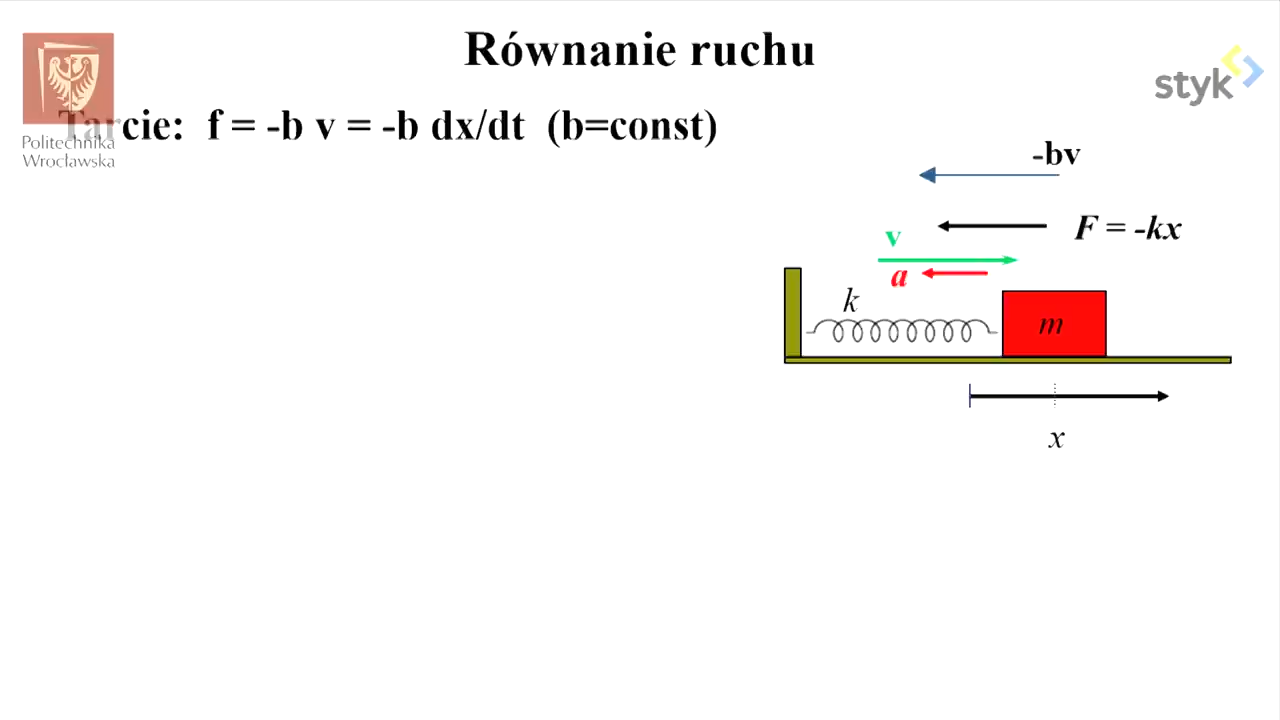 Równanie ruchu
styk
Tarcie: f = -b v = -b dx/dt (b=const)
Politechnika
Wrocławska
-bv
F = -kx
v
a
k
m
x